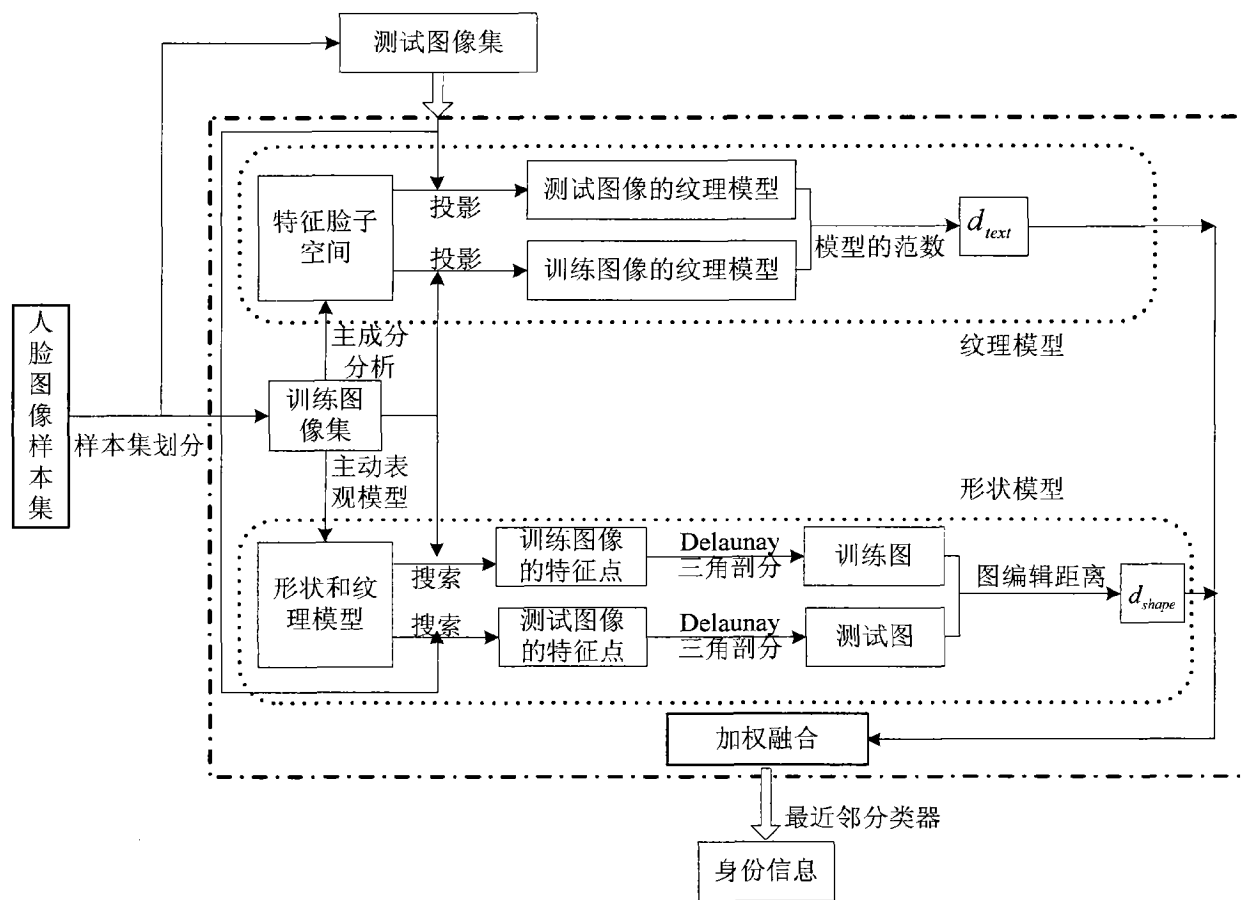 测试图像集
特征脸子
空间
投影
测试图像的纹理模型
投影
训练图像的纹理模型
模型的范数
d_text
纹理模型
主成分
分析
人脸图像样本集
样本集划分
训练图
像集
主动表
观模型
形状模型
形状和纹
理模型
搜索
训练图像
的特征点
Delaunay
三角剖分
训练图
搜索
测试图像
的特征点
Delaunay
三角剖分
测试图
图编辑距离
d_shape
加权融合
最近邻分类器
身份信息